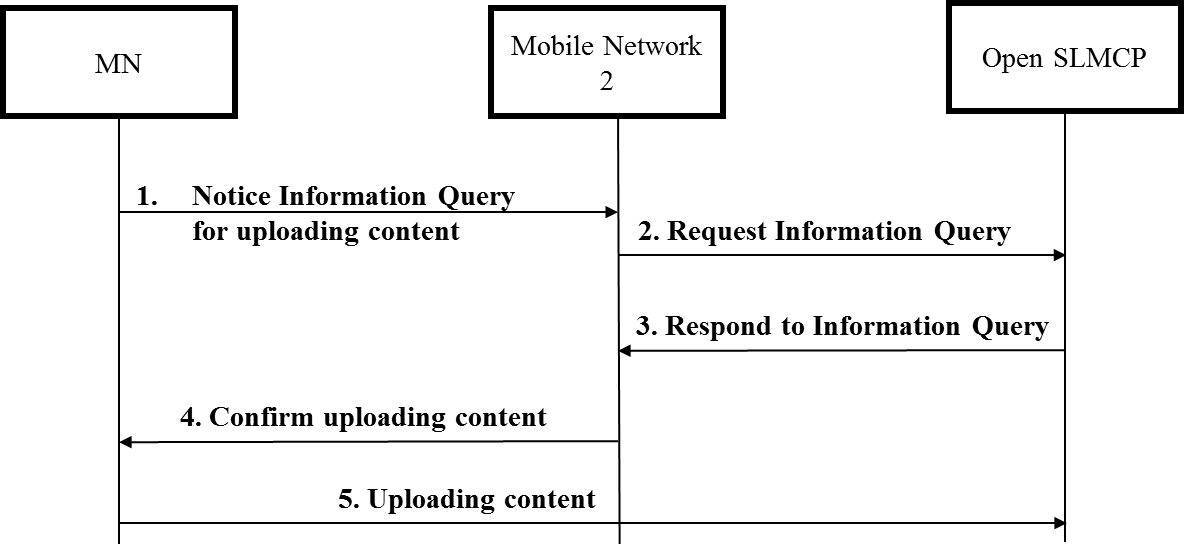 MN
Mobile Network
2
Open SLMCP
1. Notice Information Query
for uploading content
2. Request Information Query
3. Respond to Information Query
4. Confirm uploading content
5. Uploading content